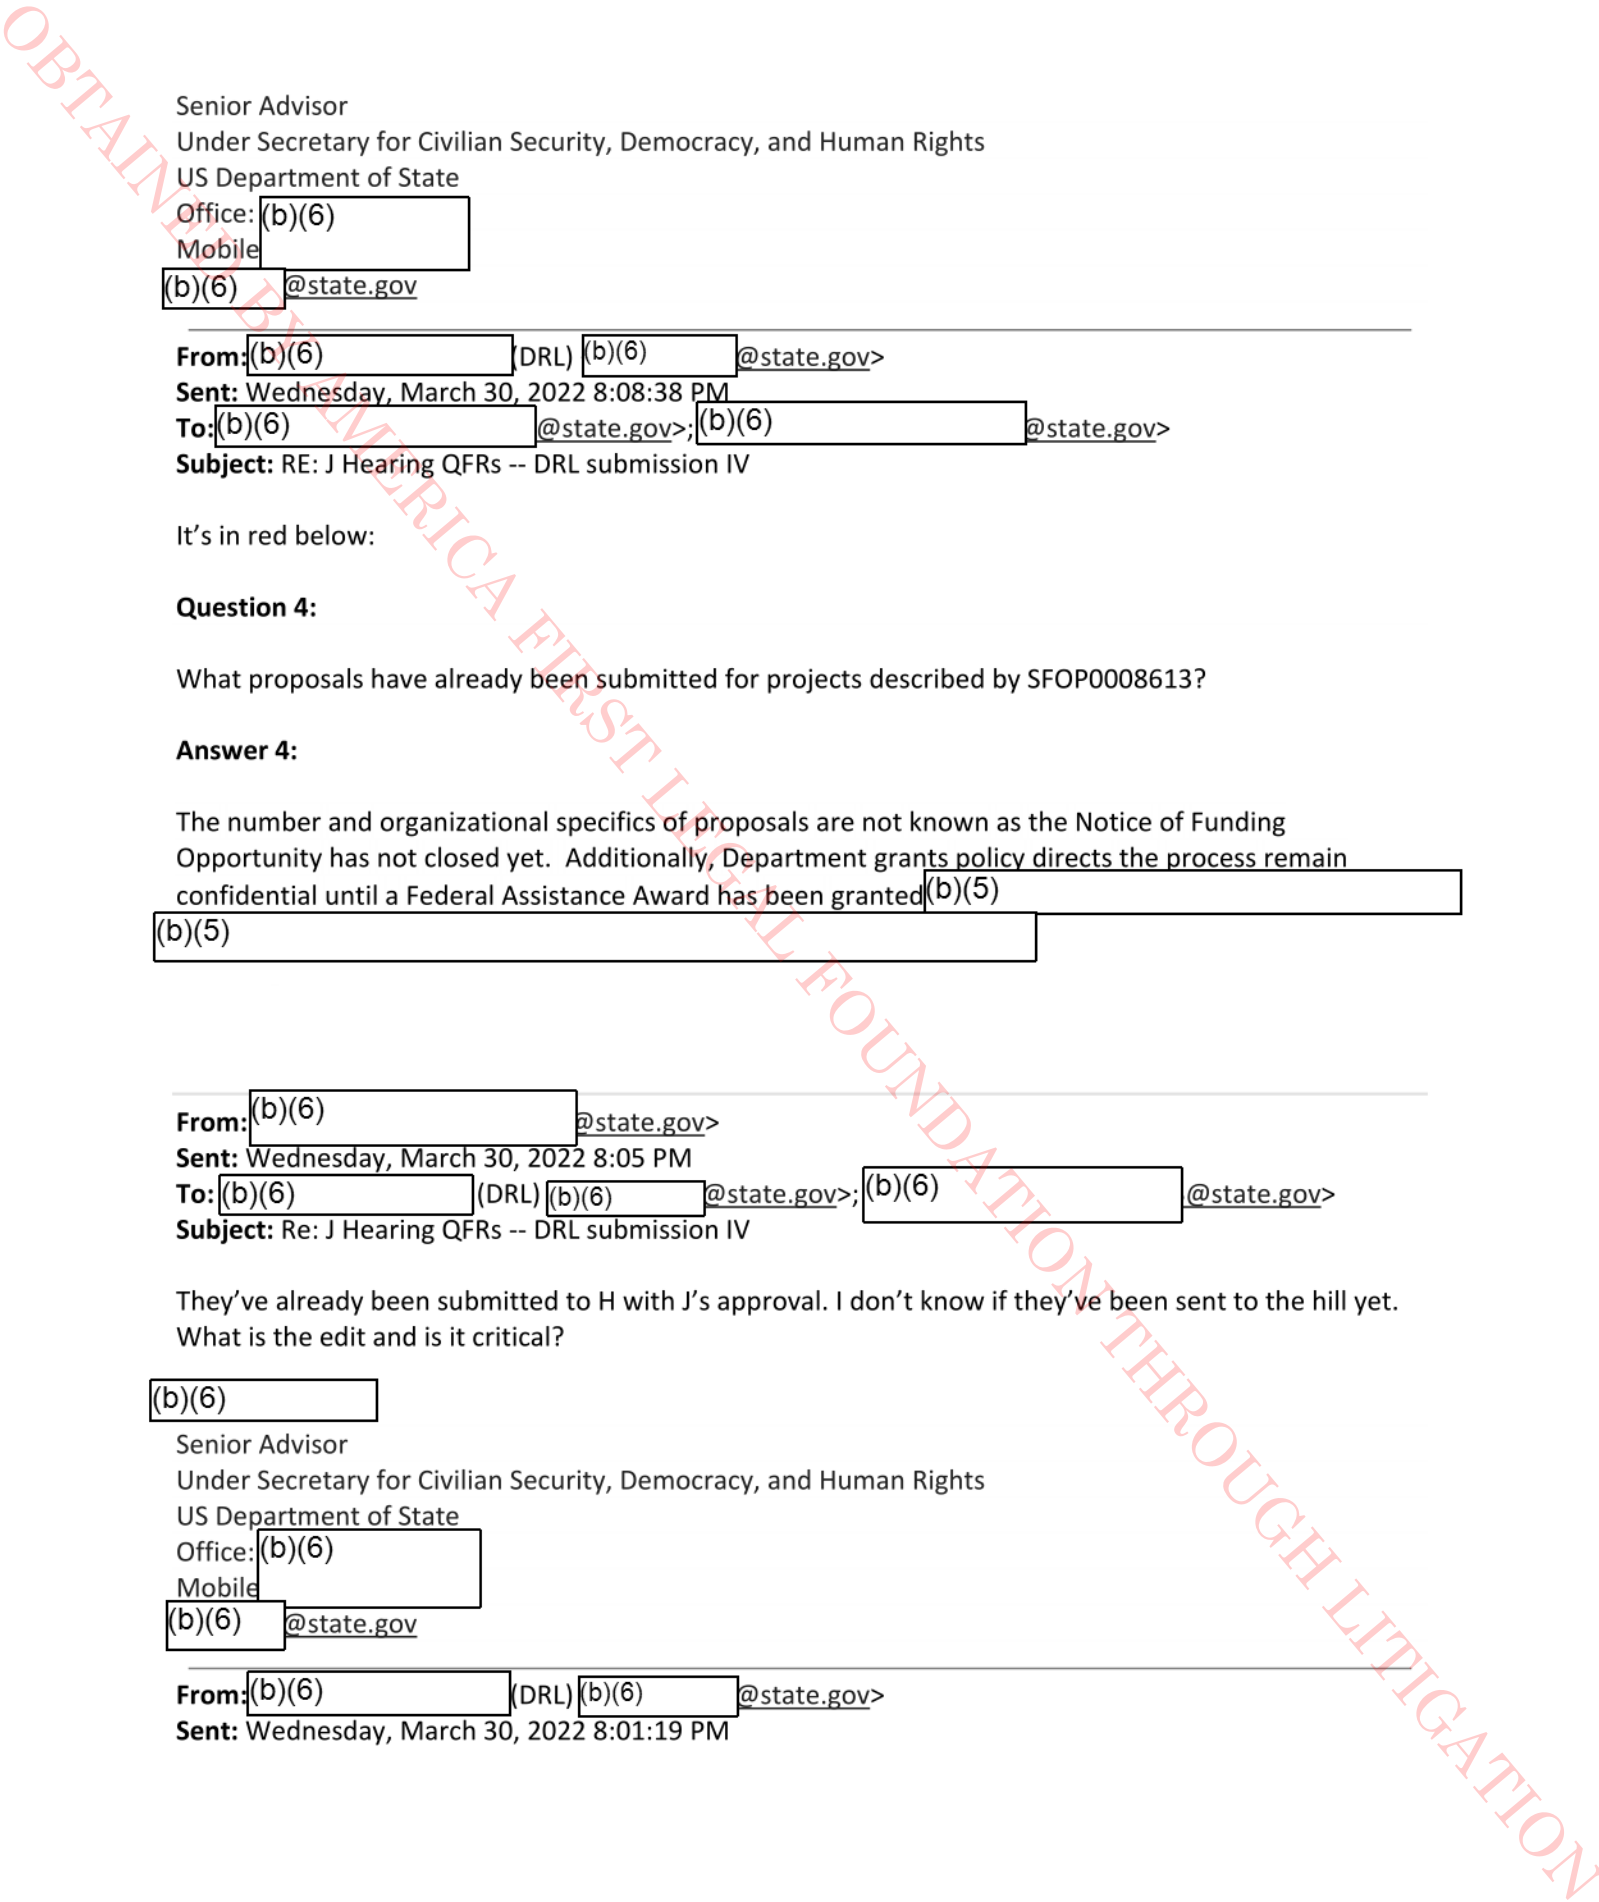 Senior Advisor
Under Secretary for Civilian Security, Democracy, and Human Rights
US Department of State
Office: (b)(6)
Mobile
(b)(6) @state.gov
From: (b)(6) (DRL) (b)(6) @state.gov>
Sent: Wednesday, March 30, 2022 8:08:38 PM
To: (b)(6) @state.gov>; (b)(6) @state.gov>
Subject: RE: J Hearing QFRs -- DRL submission IV
It's in red below:
Question 4:
What proposals have already been submitted for projects described by SFOP0008613?
Answer 4:
The number and organizational specifics of proposals are not known as the Notice of Funding
Opportunity has not closed yet.  Additionally, Department grants policy directs the process remain
confidential until a Federal Assistance Award has been granted (b)(5)
(b)(5)
From: (b)(6) @state.gov>
Sent: Wednesday, March 30, 2022 8:05 PM
To: (b)(6) (DRL) (b)(6) @state.gov>; (b)(6) @state.gov>
Subject: Re: J Hearing QFRs -- DRL submission IV
They've already been submitted to H with J's approval. I don't know if they've been sent to the hill yet.
What is the edit and is it critical?
(b)(6)
Senior Advisor
Under Secretary for Civilian Security, Democracy, and Human Rights
US Department of State
Office: (b)(6)
Mobile
(b)(6) @state.gov
From: (b)(6) (DRL) (b)(6) @state.gov>
Sent: Wednesday, March 30, 2022 8:01:19 PM
OBTAINED BY AMERICA FIRST LEGAL FOUNDATION THROUGH LITIGATION